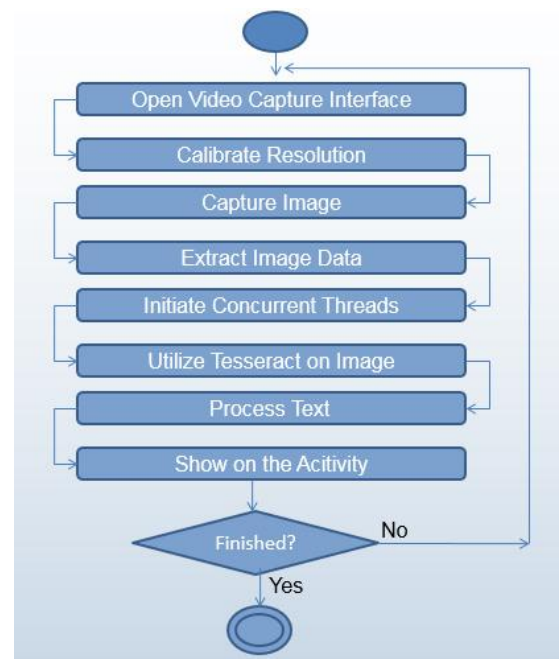 Open Video Capture Interface
Calibrate Resolution
Capture Image
Extract Image Data
Initiate Concurrent Threads
Utilize Tesseract on Image
Process Text
Show on the Acitivity
Finished?
No
Yes